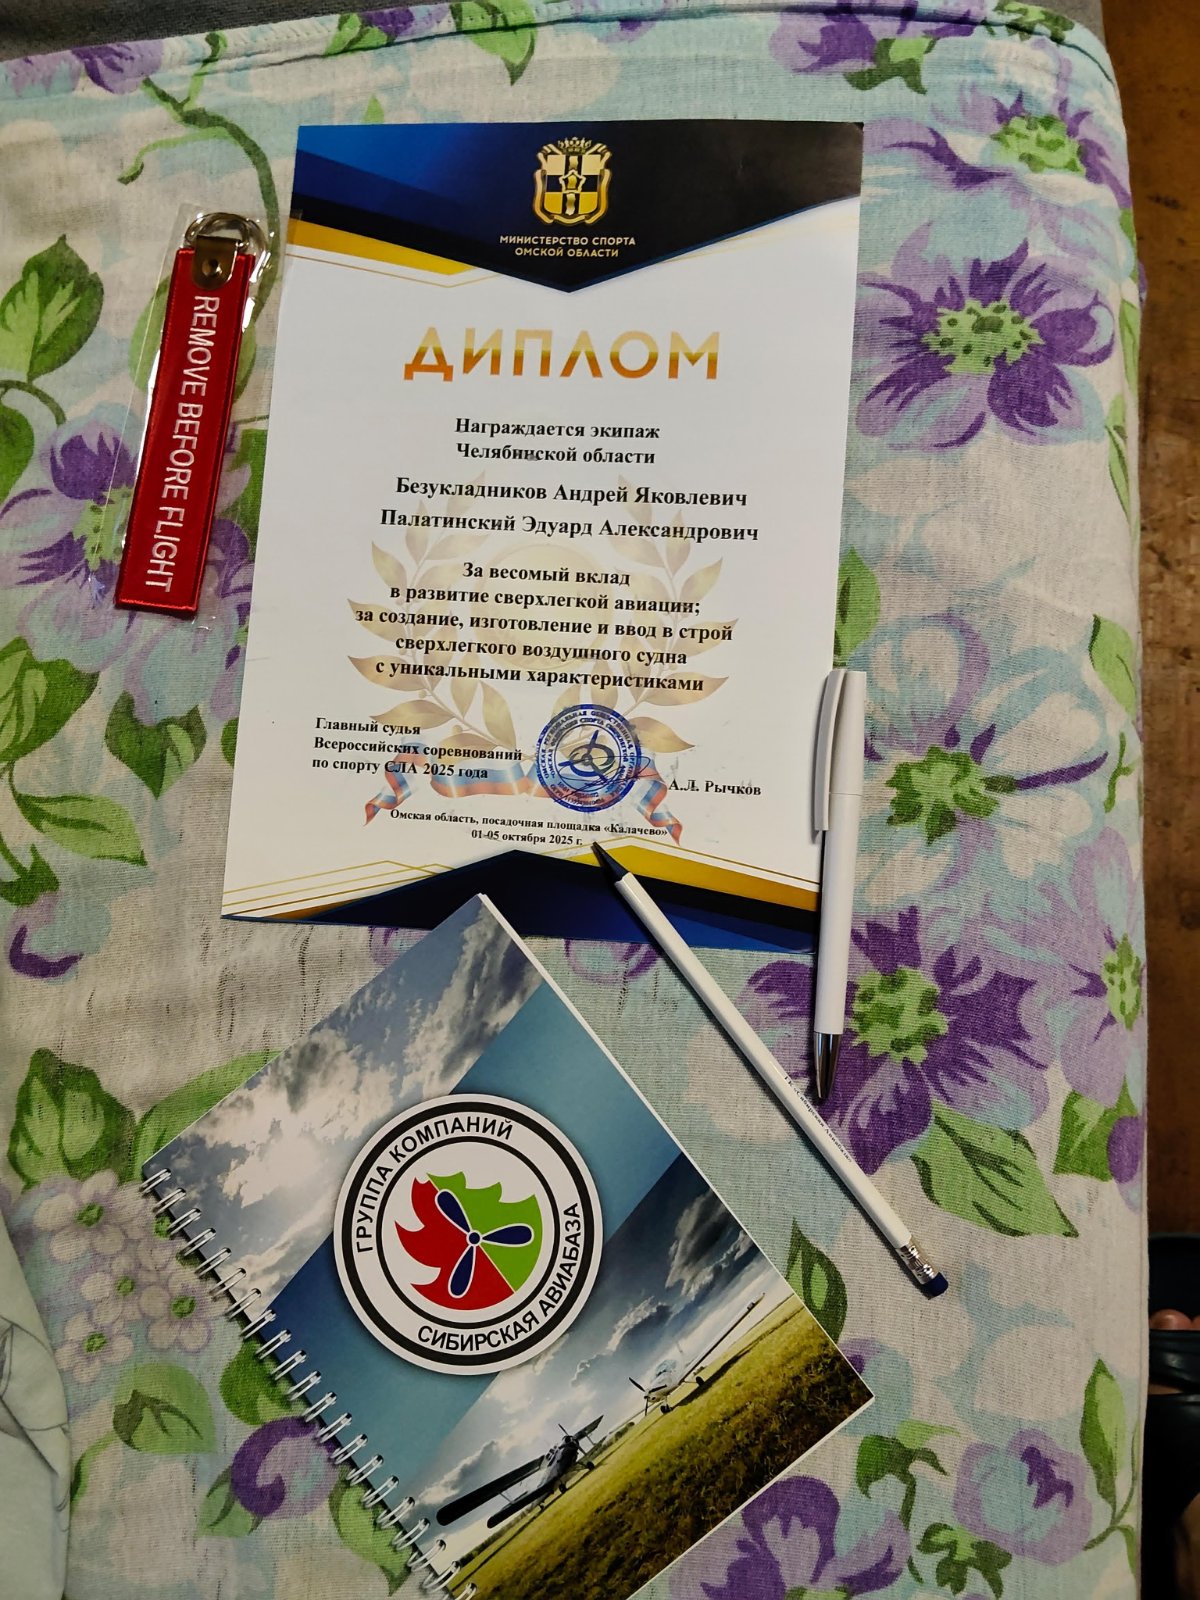 МИНИСТЕРСТВО СПОРТА
ОМСКОЙ ОБЛАСТИ
ДИПЛОМ
Награждается экипаж
Челябинской области
Безукладников Андрей Яковлевич
Палатинский Эдуард Александрович
За весомый вклад
в развитие сверхлегкой авиации;
за создание, изготовление и ввод в строй
сверхлегкого воздушного судна
с уникальными характеристиками
Главный судья
Всероссийских соревнований
по спорту СЛА 2025 года
А.Л. Рычков
Омская область, посадочная площадка «Калачево»
01-05 октября 2025 г.
REMOVE BEFORE FLIGHT
ГРУППА КОМПАНИЙ
СИБИРСКАЯ АВИАБАЗА